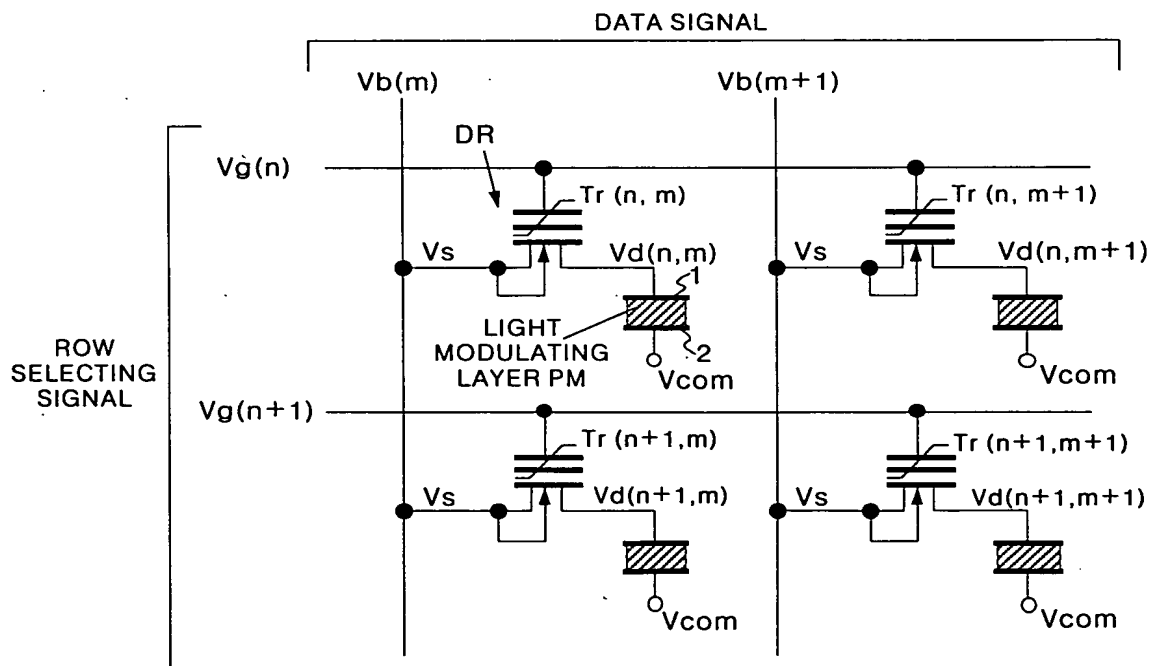 DATA SIGNAL
Vb(m)
Vb(m+1)
DR
Vg(n)
Tr (n, m)
Tr (n, m+1)
Vs
Vd(n,m)
Vs
Vd(n,m+1)
1
LIGHT
MODULATING
LAYER PM
2
Vcom
Vcom
ROW
SELECTING
SIGNAL
Vg(n+1)
Tr (n+1,m)
Tr (n+1,m+1)
Vs
Vd(n+1,m)
Vs
Vd(n+1,m+1)
Vcom
Vcom